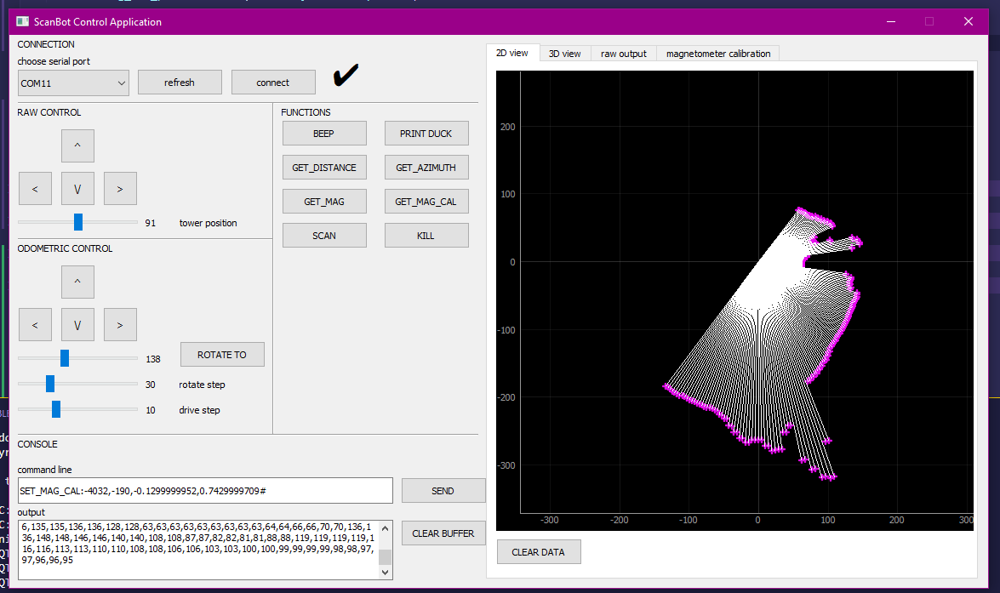 ScanBot Control Application
CONNECTION
choose serial port
COM11
refresh
connect
RAW CONTROL
^
<
V
>
91
tower position
ODOMETRIC CONTROL
^
<
V
>
138
ROTATE TO
30
rotate step
10
drive step
FUNCTIONS
BEEP
PRINT DUCK
GET_DISTANCE
GET_AZIMUTH
GET_MAG
GET_MAG_CAL
SCAN
KILL
CONSOLE
command line
SET_MAG_CAL:-4032,-190,-0.1299999952,0.7429999709#
SEND
output
6,135,135,136,136,128,128,63,63,63,63,63,63,63,63,63,64,64,66,66,70,70,136,1
36,148,148,146,146,140,140,108,108,87,87,82,82,81,81,88,88,119,119,119,119,1
16,116,113,113,110,110,108,108,106,106,103,103,100,100,99,99,99,99,98,98,97,
97,96,96,95
CLEAR BUFFER
2D view
3D view
raw output
magnetometer calibration
200
100
0
-100
-200
-300
-300
-200
-100
0
100
200
300
CLEAR DATA